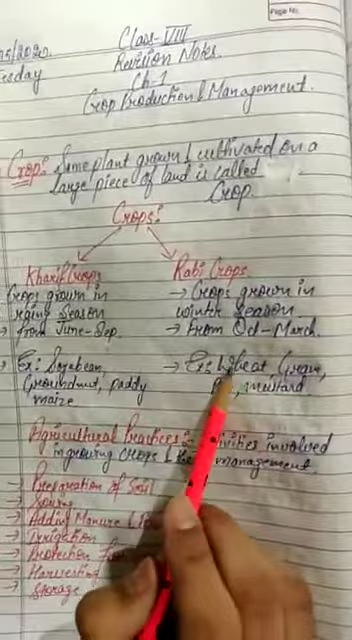 Page No.
Class-VIII
Revision Notes.
Ch-1
Crop Production & Management.
Crop: Same plant grown & cultivated on a
large piece of land is called
Crop.
Crops:
Kharif Crops
Crops grown in
season
→ from June-Sep.
Ex: Soyabean,
Groundnut, paddy
maize
Rabi Crops
→ Crops grown in
winter Season.
→ From Oct-March.
→ Ex: Wheat, Gram,
mustard
Agricultural Practices:- involved
in growing crops & management.
→ Preparation of Soil
→ Sowing
→ Adding Manure &
→ Irrigation
→ Protection
→ Harvesting
→ Storage